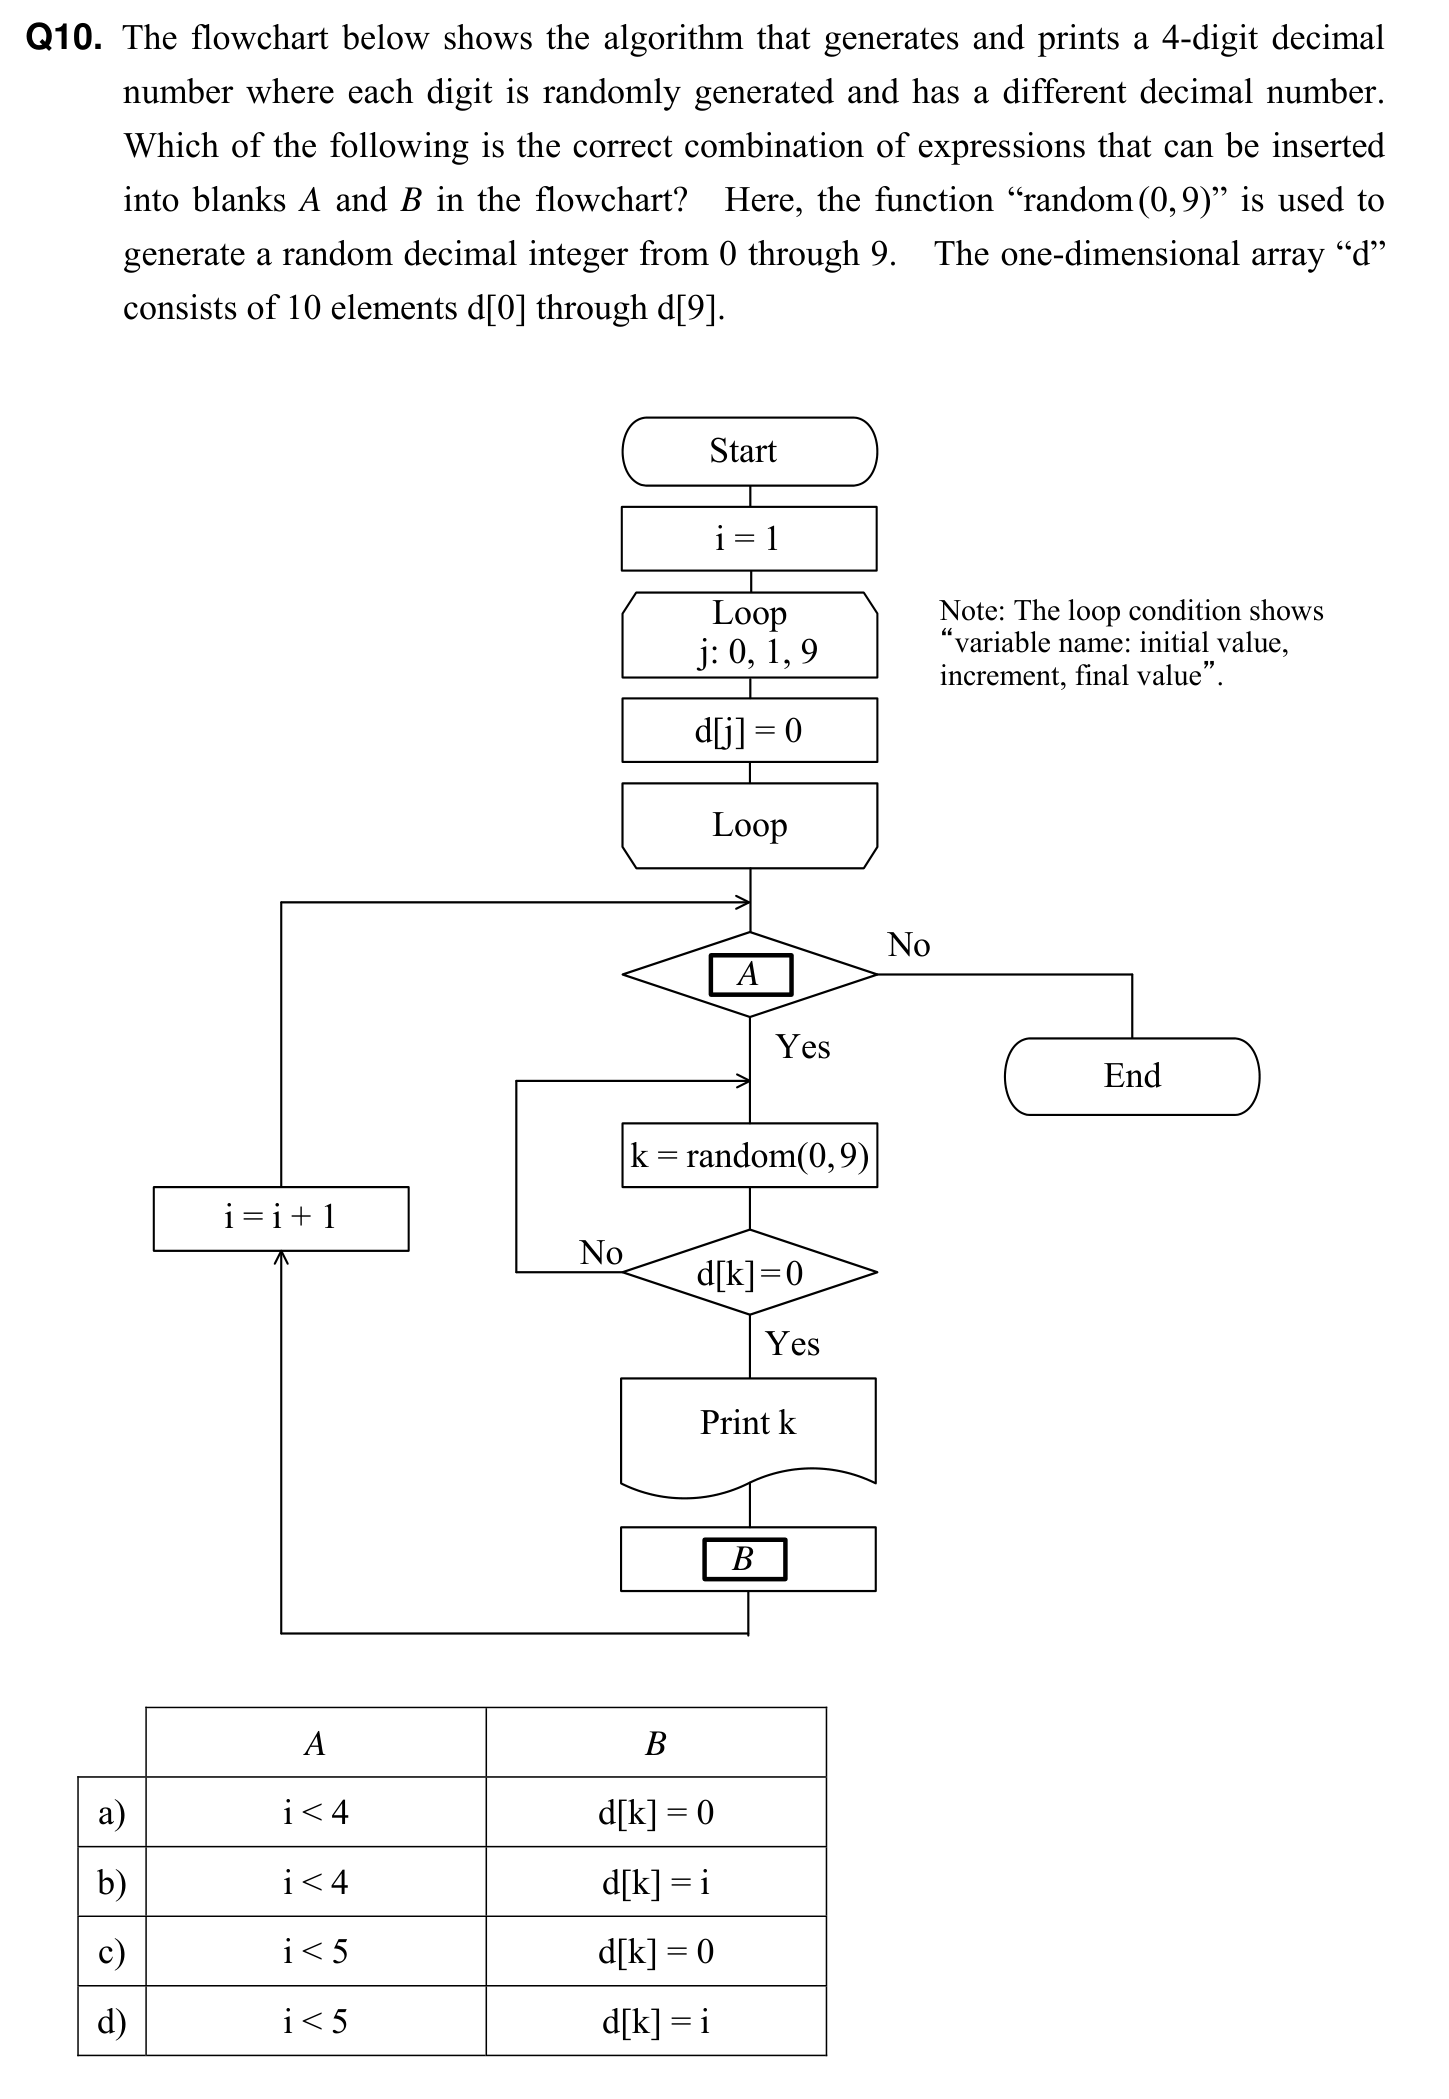 Q10. The flowchart below shows the algorithm that generates and prints a 4-digit decimal
number where each digit is randomly generated and has a different decimal number.
Which of the following is the correct combination of expressions that can be inserted
into blanks A and B in the flowchart? Here, the function “random(0,9)” is used to
generate a random decimal integer from 0 through 9. The one-dimensional array “d”
consists of 10 elements d[0] through d[9].
Start
i = 1
Loop
j: 0, 1, 9
Note: The loop condition shows
“variable name: initial value,
increment, final value”.
d[j] = 0
Loop
A
No
Yes
End
k = random(0,9)
i = i + 1
No
d[k]=0
Yes
Print k
B
A B
a) i < 4 d[k] = 0
b) i < 4 d[k] = i
c) i < 5 d[k] = 0
d) i < 5 d[k] = i